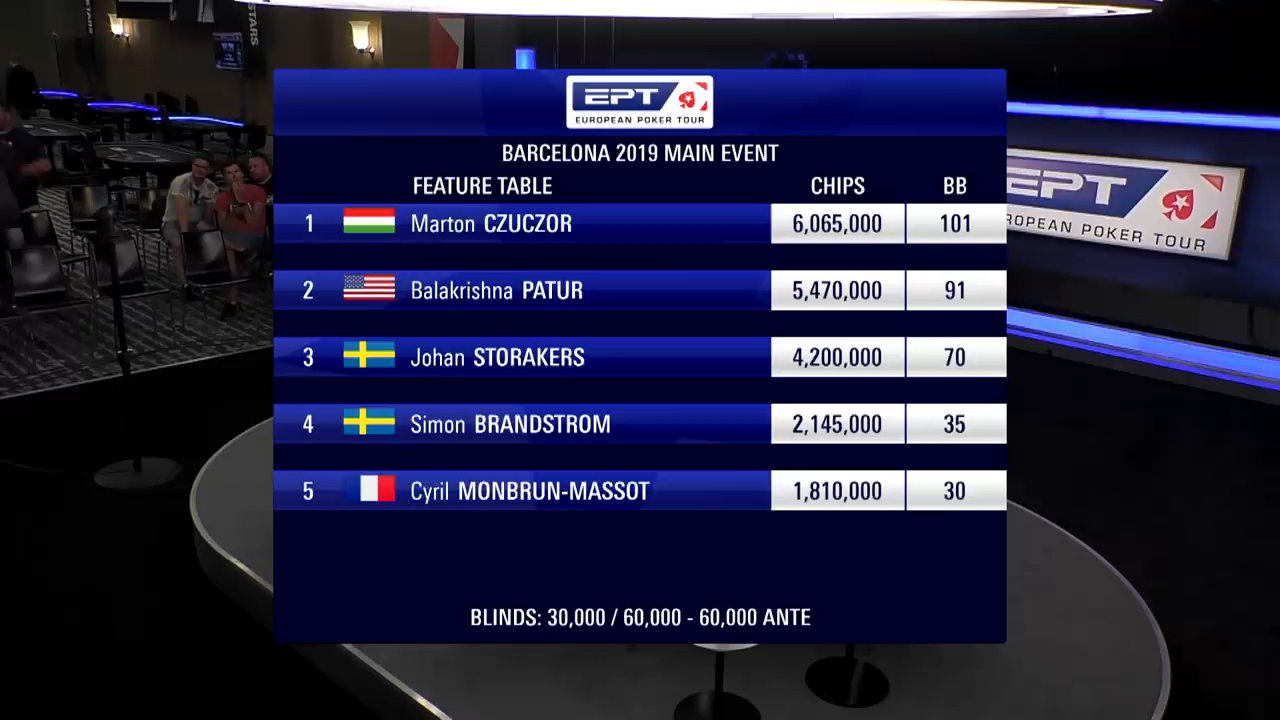 STARS
EPT
EUROPEAN POKER TOUR
BARCELONA 2019 MAIN EVENT
FEATURE TABLE CHIPS BB
1 Marton CZUCZOR 6,065,000 101
2 Balakrishna PATUR 5,470,000 91
3 Johan STORAKERS 4,200,000 70
4 Simon BRANDSTROM 2,145,000 35
5 Cyril MONBRUN-MASSOT 1,810,000 30
BLINDS: 30,000 / 60,000 - 60,000 ANTE
EPT
ROPEAN POKER TOUR